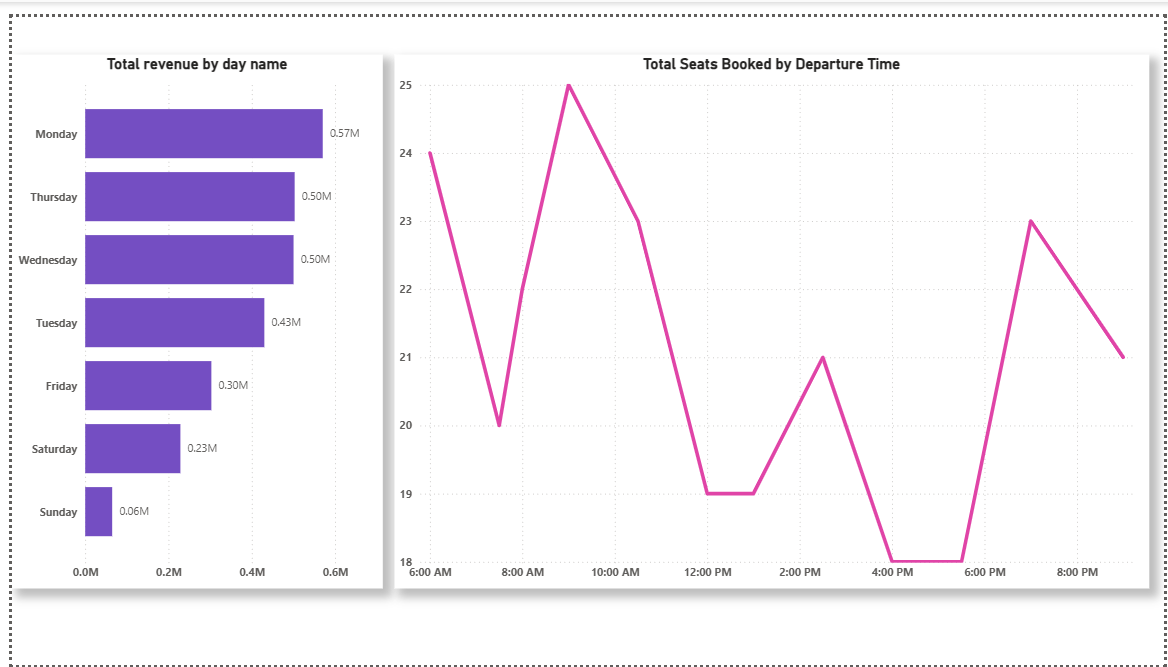 Total revenue by day name
Monday
0.57M
Thursday
0.50M
Wednesday
0.50M
Tuesday
0.43M
Friday
0.30M
Saturday
0.23M
Sunday
0.06M
0.0M 0.2M 0.4M 0.6M
Total Seats Booked by Departure Time
25
24
23
22
21
20
19
18
6:00 AM 8:00 AM 10:00 AM 12:00 PM 2:00 PM 4:00 PM 6:00 PM 8:00 PM